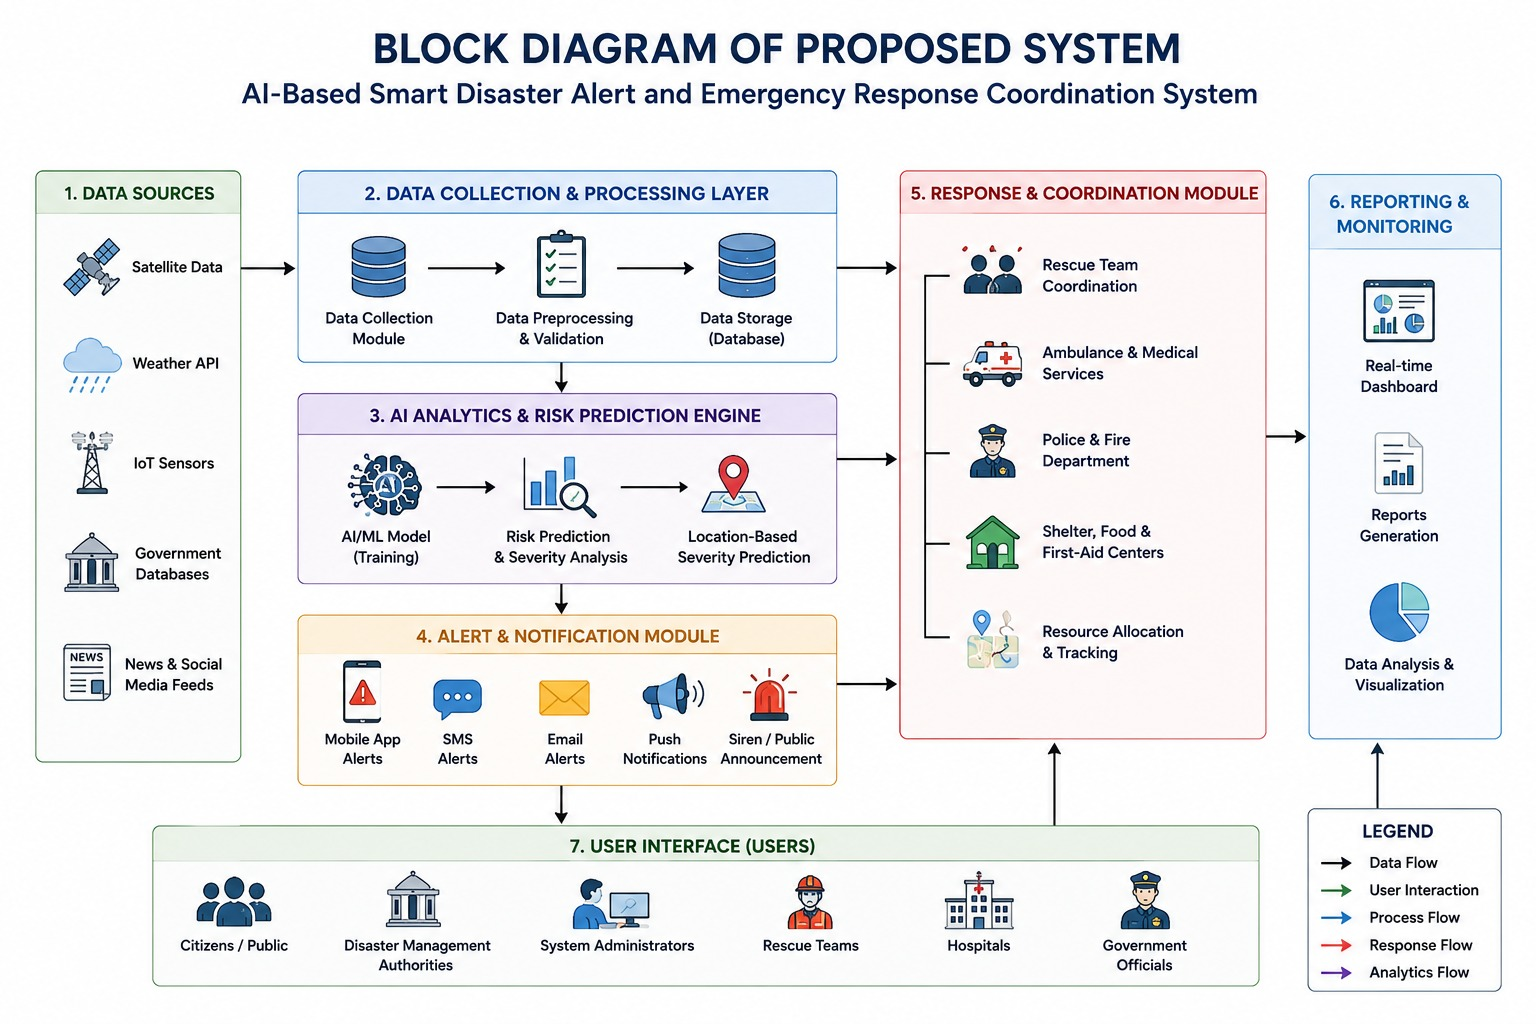 BLOCK DIAGRAM OF PROPOSED SYSTEM
AI-Based Smart Disaster Alert and Emergency Response Coordination System
1. DATA SOURCES
Satellite Data
Weather API
IoT Sensors
Government
Databases
NEWS
News & Social
Media Feeds
2. DATA COLLECTION & PROCESSING LAYER
Data Collection
Module
Data Preprocessing
& Validation
Data Storage
(Database)
3. AI ANALYTICS & RISK PREDICTION ENGINE
AI
AI/ML Model
(Training)
Risk Prediction
& Severity Analysis
Location-Based
Severity Prediction
4. ALERT & NOTIFICATION MODULE
Mobile App
Alerts
SMS
Alerts
Email
Alerts
Push
Notifications
Siren / Public
Announcement
5. RESPONSE & COORDINATION MODULE
Rescue Team
Coordination
Ambulance & Medical
Services
Police & Fire
Department
Shelter, Food &
First-Aid Centers
Resource Allocation
& Tracking
6. REPORTING &
MONITORING
Real-time
Dashboard
Reports
Generation
Data Analysis &
Visualization
7. USER INTERFACE (USERS)
Citizens / Public
Disaster Management
Authorities
System Administrators
Rescue Teams
Hospitals
Government
Officials
LEGEND
Data Flow
User Interaction
Process Flow
Response Flow
Analytics Flow